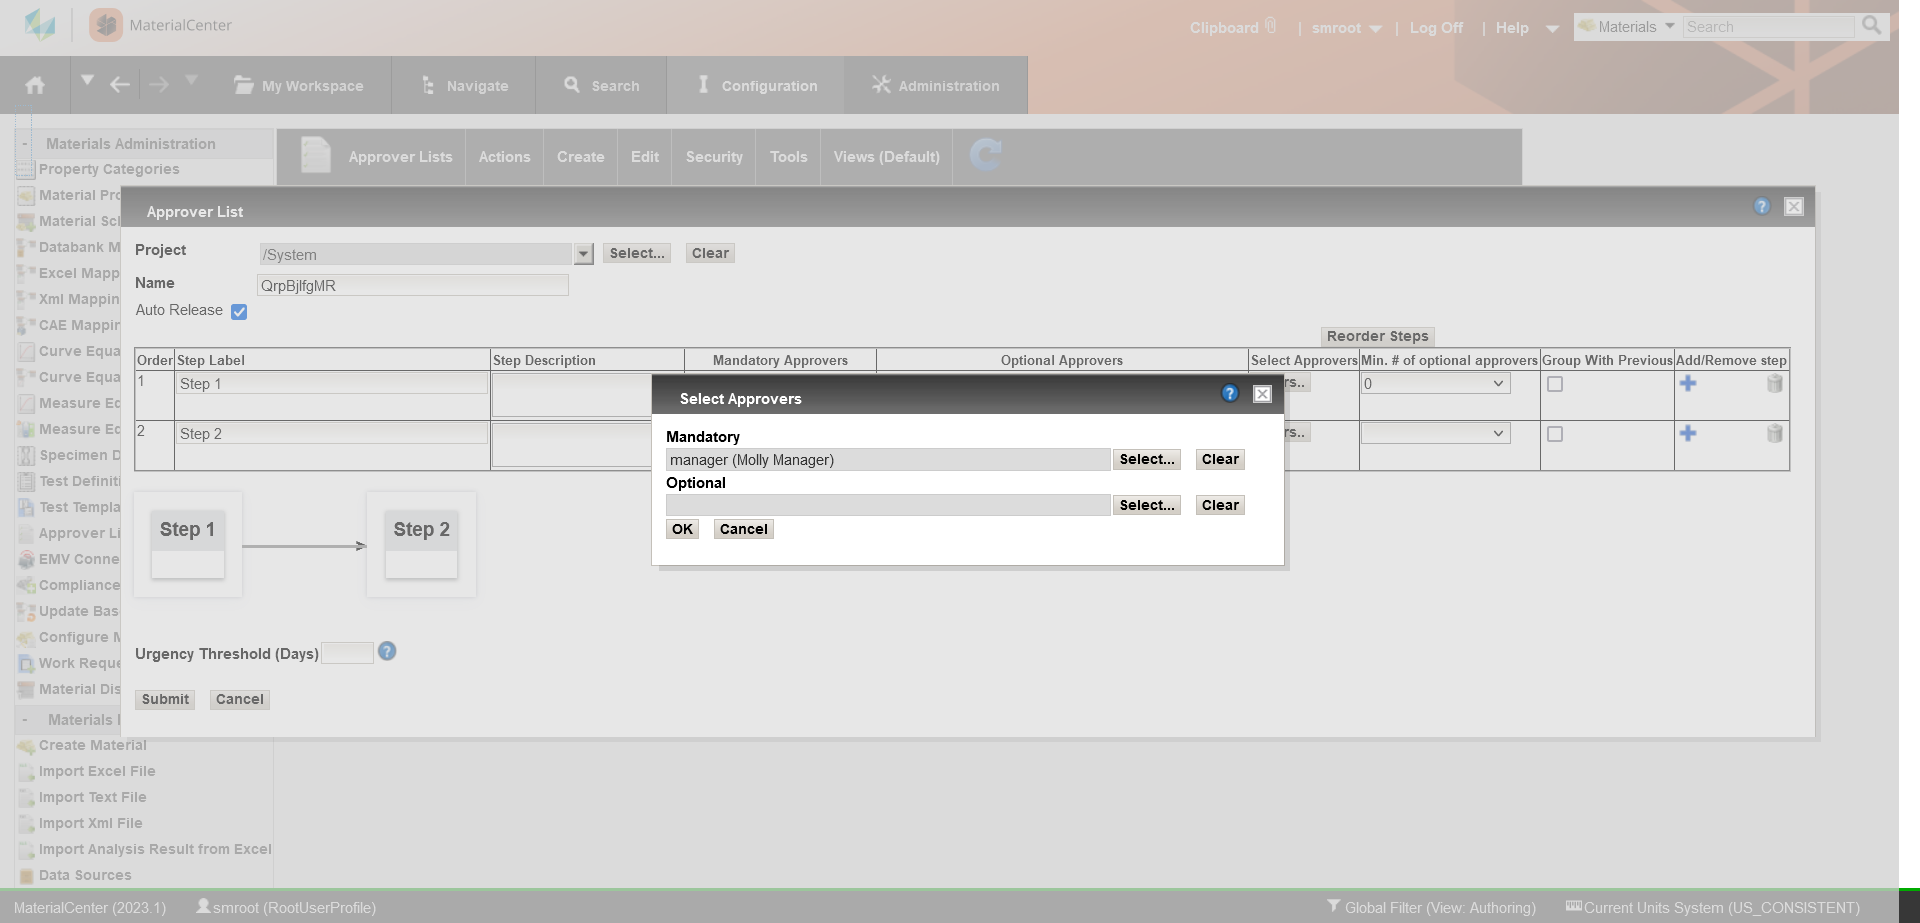 MaterialCenter
Clipboard | smroot | Log Off | Help
Materials Search
My Workspace Navigate Search Configuration Administration
- Materials Administration
Approver Lists Actions Create Edit Security Tools Views (Default)
Property Categories
Material Pro
Material Scl
Databank M
Excel Mapp
Xml Mappin
CAE Mappin
Curve Equa
Curve Equa
Measure Ec
Measure Ec
Specimen D
Test Definiti
Test Templa
Approver Li
EMV Conne
Compliance
Update Bas
Configure M
Work Reque
Material Dis
- Materials I
Create Material
Import Excel File
Import Text File
Import Xml File
Import Analysis Result from Excel
Data Sources
Approver List ?
Project /System Select... Clear
Name QrpBjlfgMR
Auto Release
Reorder Steps
Order Step Label Step Description Mandatory Approvers Optional Approvers Select Approvers Min. # of optional approvers Group With Previous Add/Remove step
1 Step 1 rs.. 0
2 Step 2 rs..
Select Approvers ?
Mandatory
manager (Molly Manager) Select... Clear
Optional
Select... Clear
OK Cancel
Step 1 Step 2
Urgency Threshold (Days) ?
Submit Cancel
MaterialCenter (2023.1) smroot (RootUserProfile) Global Filter (View: Authoring) Current Units System (US_CONSISTENT)